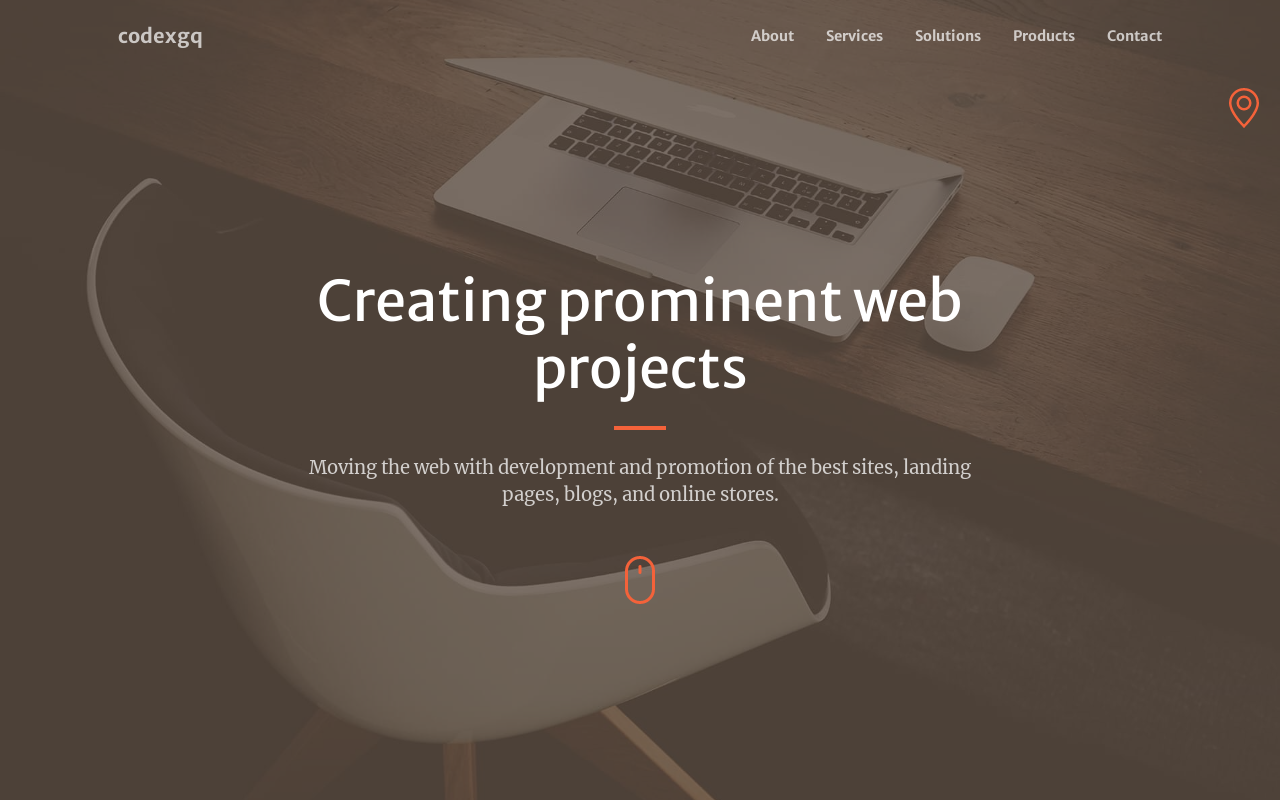 codexgq
About Services Solutions Products Contact
Creating prominent web
projects
Moving the web with development and promotion of the best sites, landing
pages, blogs, and online stores.